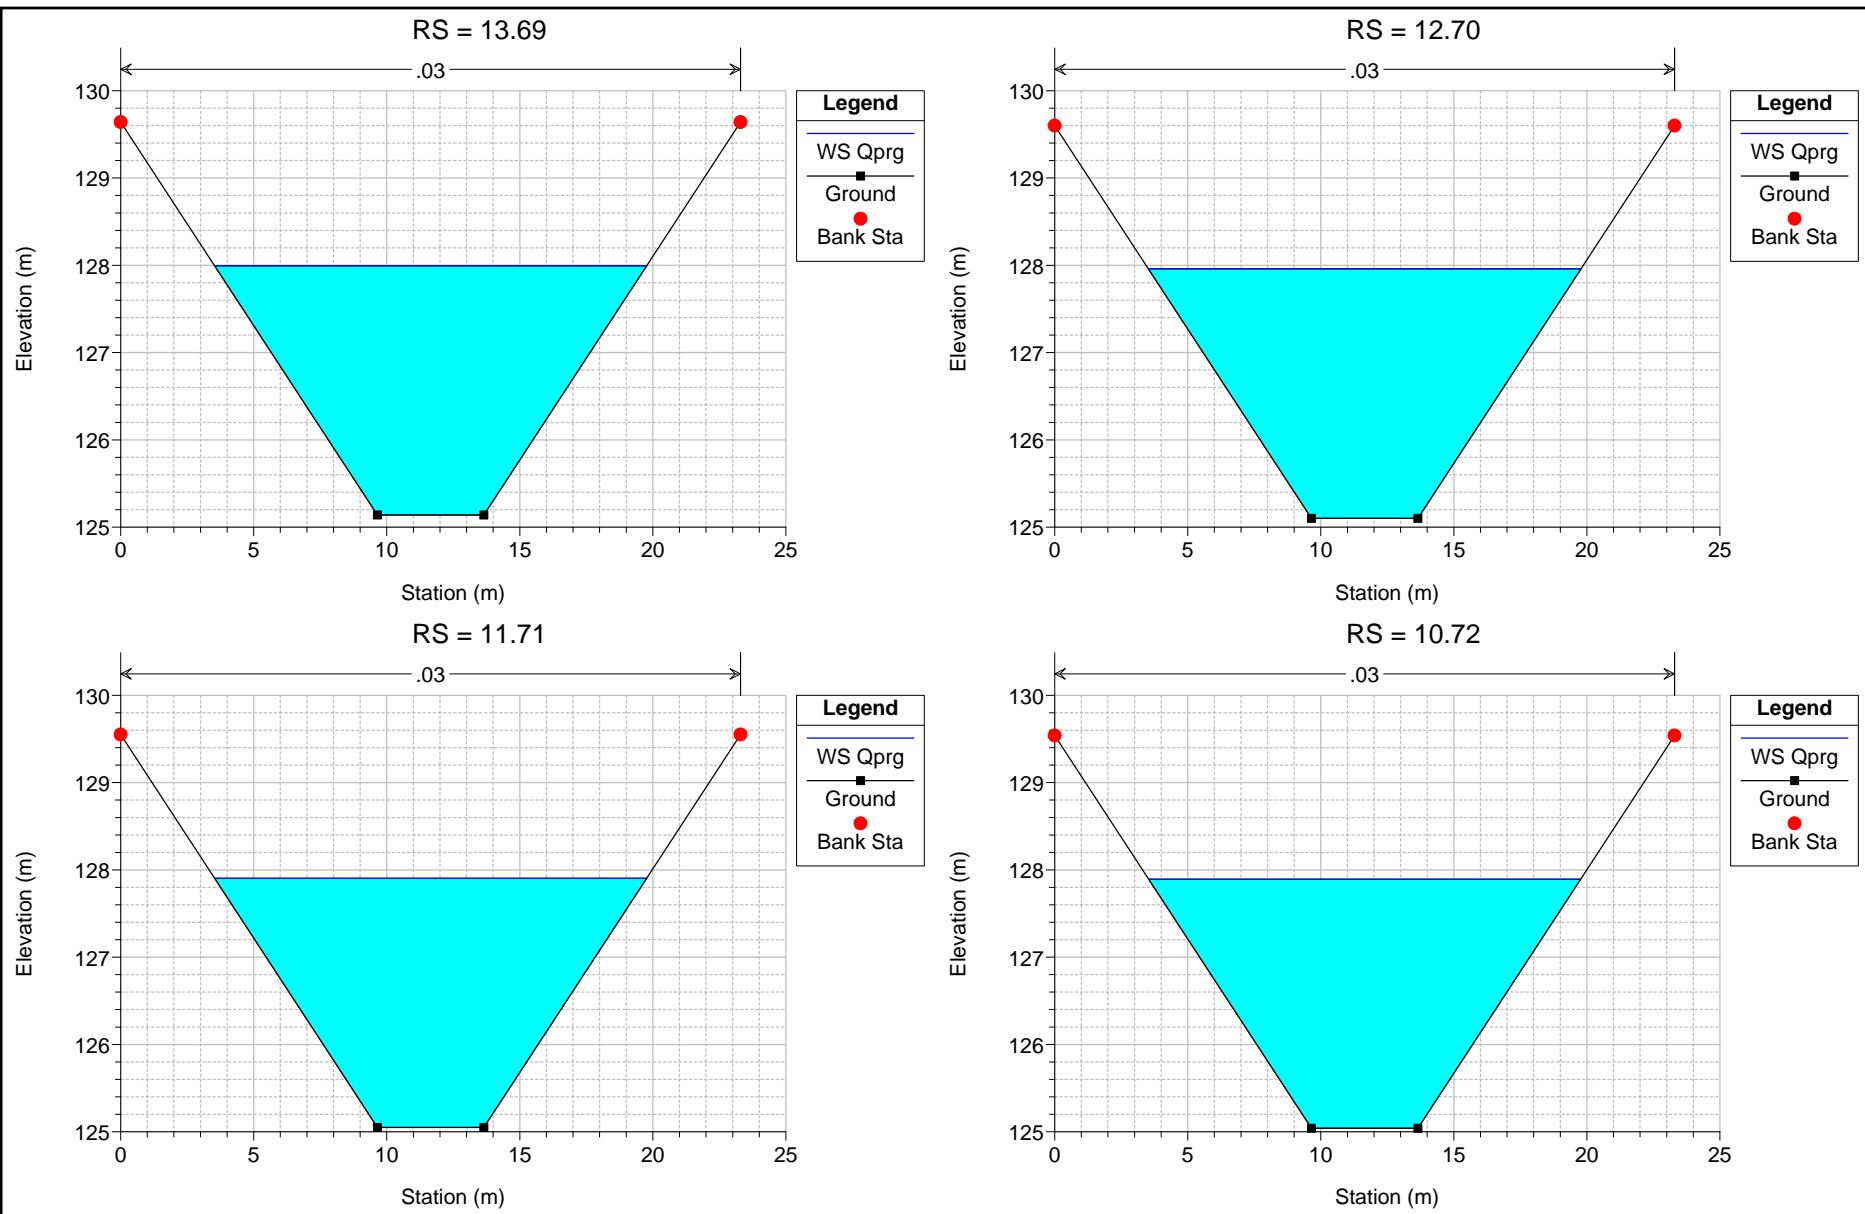 RS = 13.69
.03
130
129
128
127
126
125
0 5 10 15 20 25
Elevation (m)
Station (m)
Legend
WS Qprg
Ground
Bank Sta
RS = 12.70
.03
130
129
128
127
126
125
0 5 10 15 20 25
Elevation (m)
Station (m)
Legend
WS Qprg
Ground
Bank Sta
RS = 11.71
.03
130
129
128
127
126
125
0 5 10 15 20 25
Elevation (m)
Station (m)
Legend
WS Qprg
Ground
Bank Sta
RS = 10.72
.03
130
129
128
127
126
125
0 5 10 15 20 25
Elevation (m)
Station (m)
Legend
WS Qprg
Ground
Bank Sta